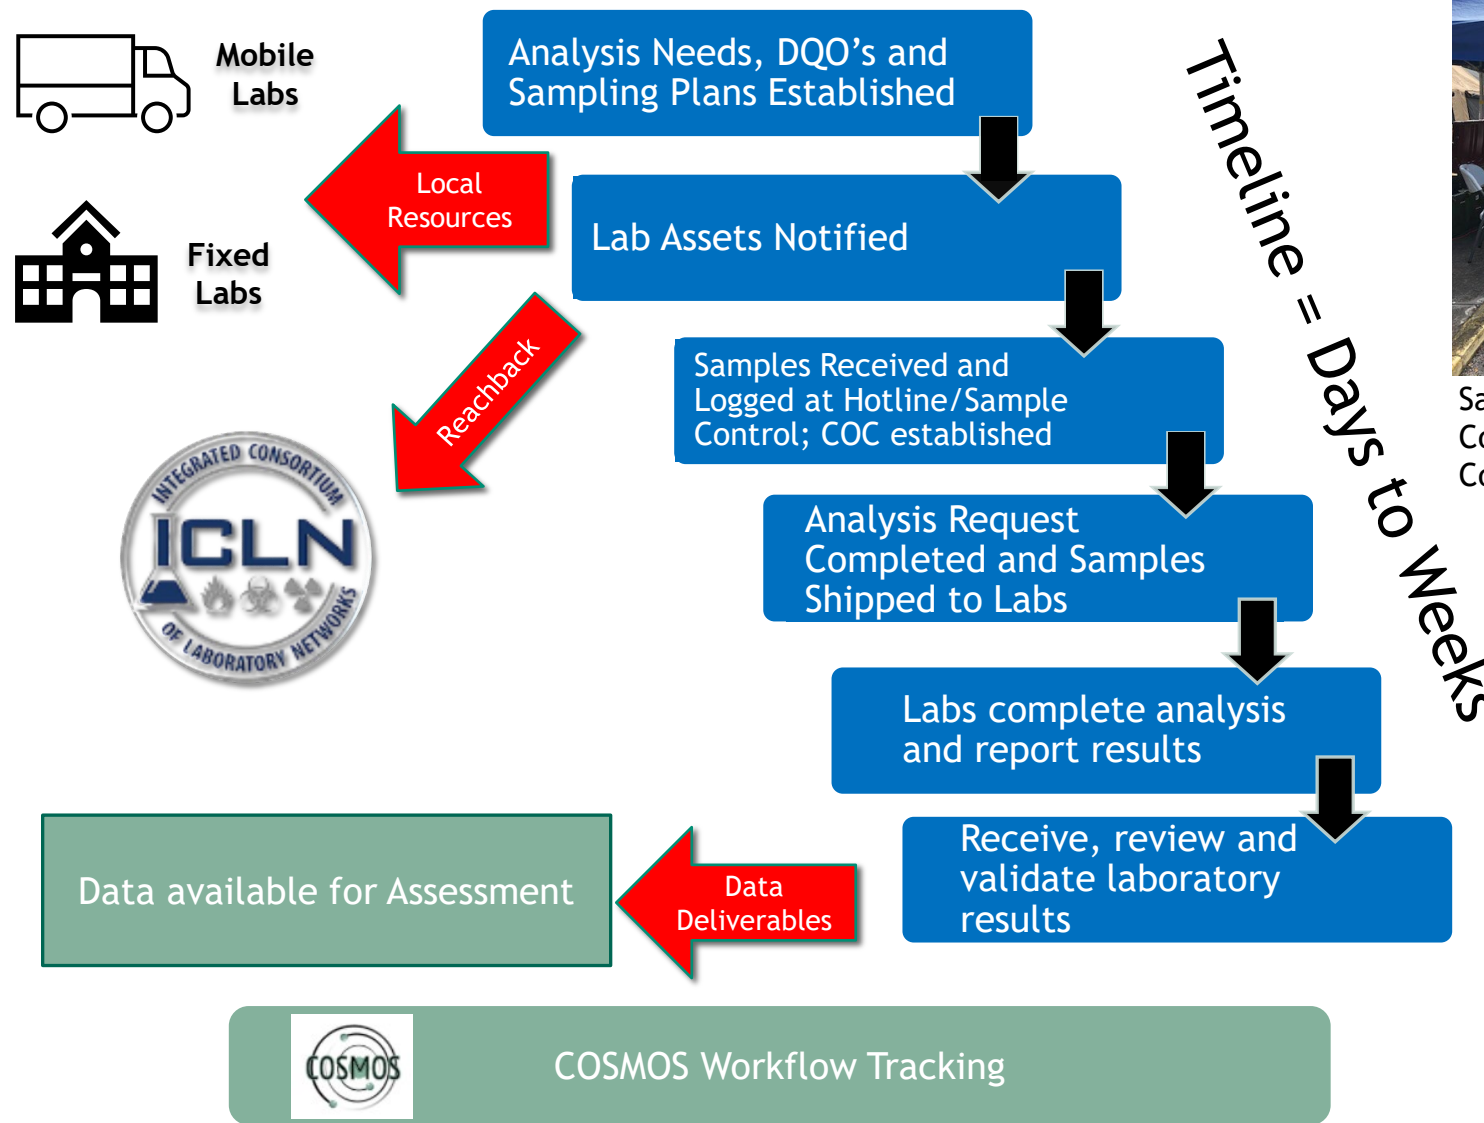 Mobile
Labs
Fixed
Labs
Analysis Needs, DQO’s and
Sampling Plans Established
Local
Resources
Lab Assets Notified
Reachback
INTEGRATED CONSORTIUM
ICLN
OF LABORATORY NETWORKS
Samples Received and
Logged at Hotline/Sample
Control; COC established
Analysis Request
Completed and Samples
Shipped to Labs
Labs complete analysis
and report results
Receive, review and
validate laboratory
results
Data
Deliverables
Data available for Assessment
COSMOS
COSMOS Workflow Tracking
Timeline = Days to Weeks